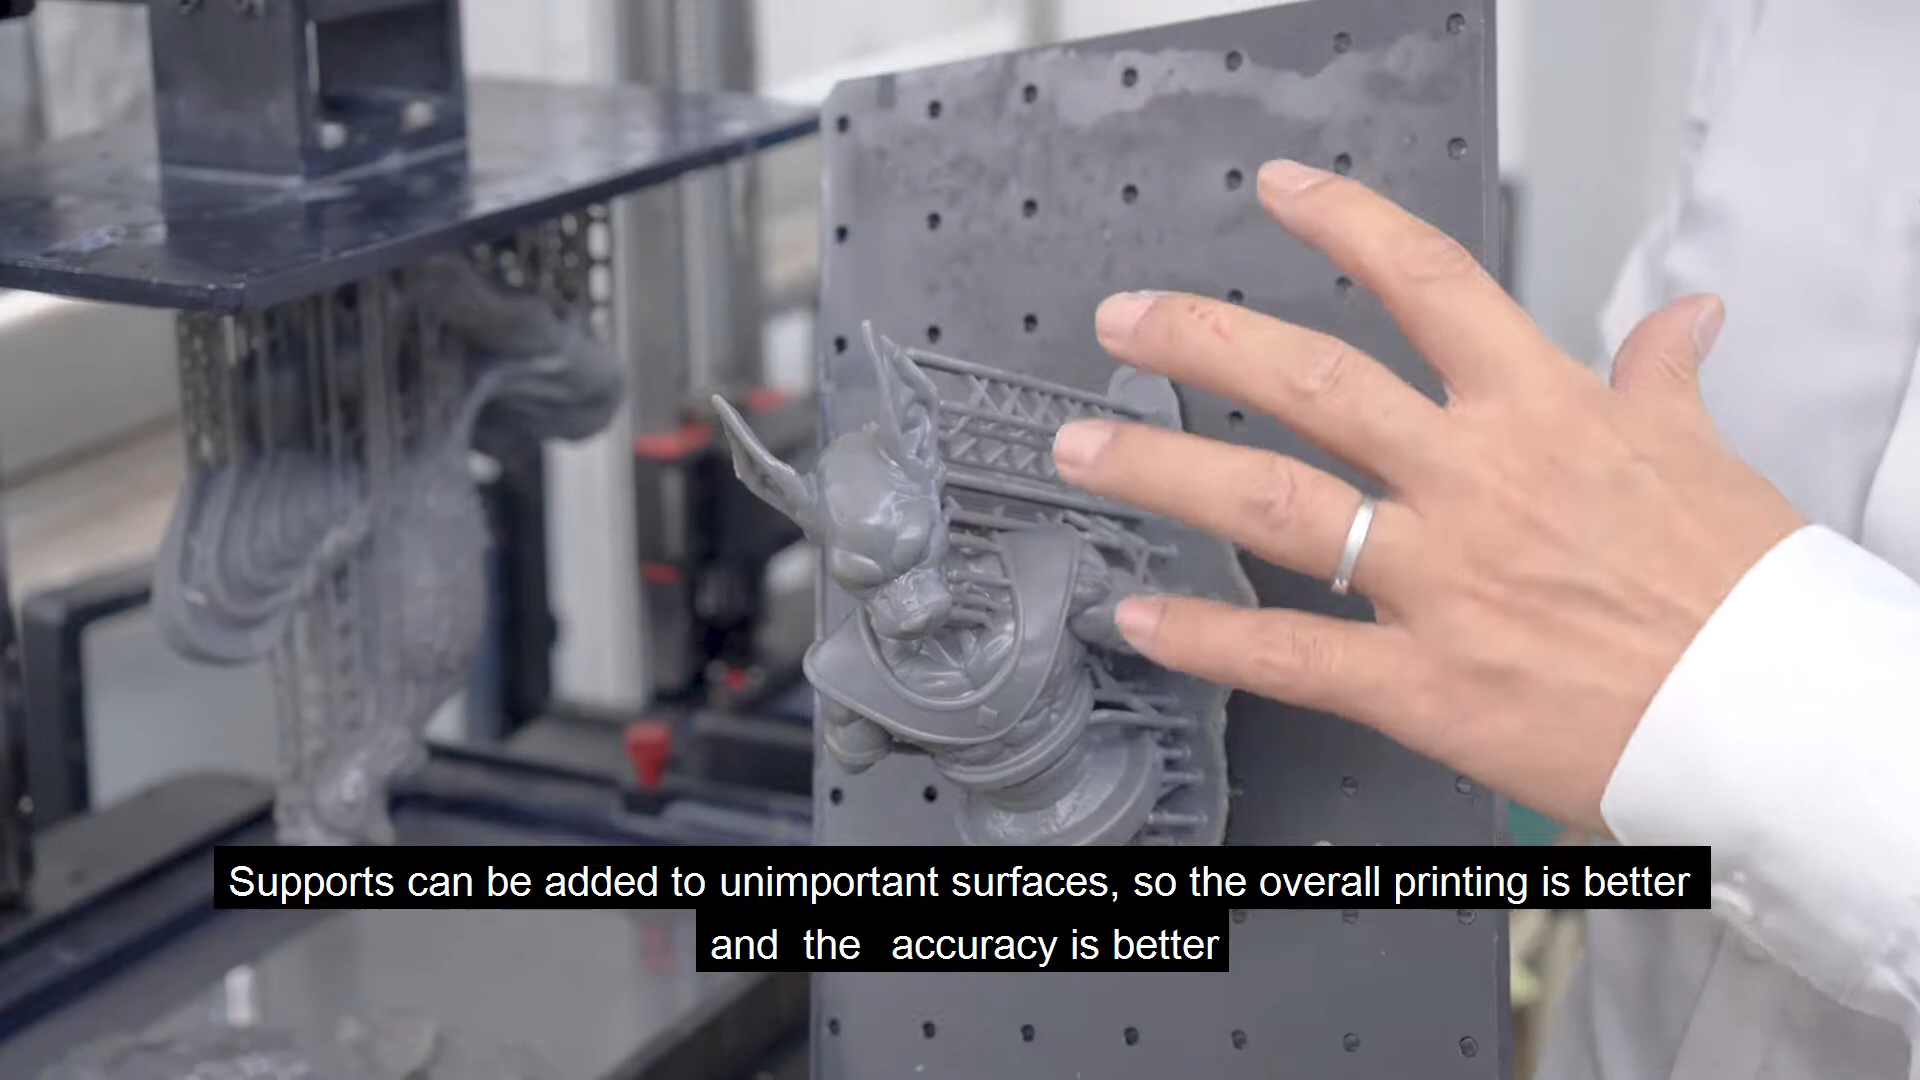 Supports can be added to unimportant surfaces, so the overall printing is better
and the accuracy is better